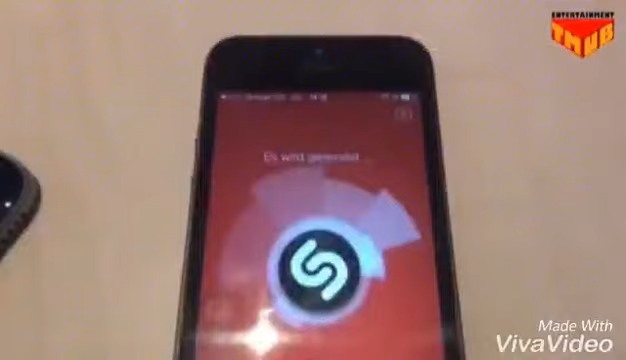 ENTERTAINMENT
TMUB
Es wird gesendet ...
Made With
VivaVideo